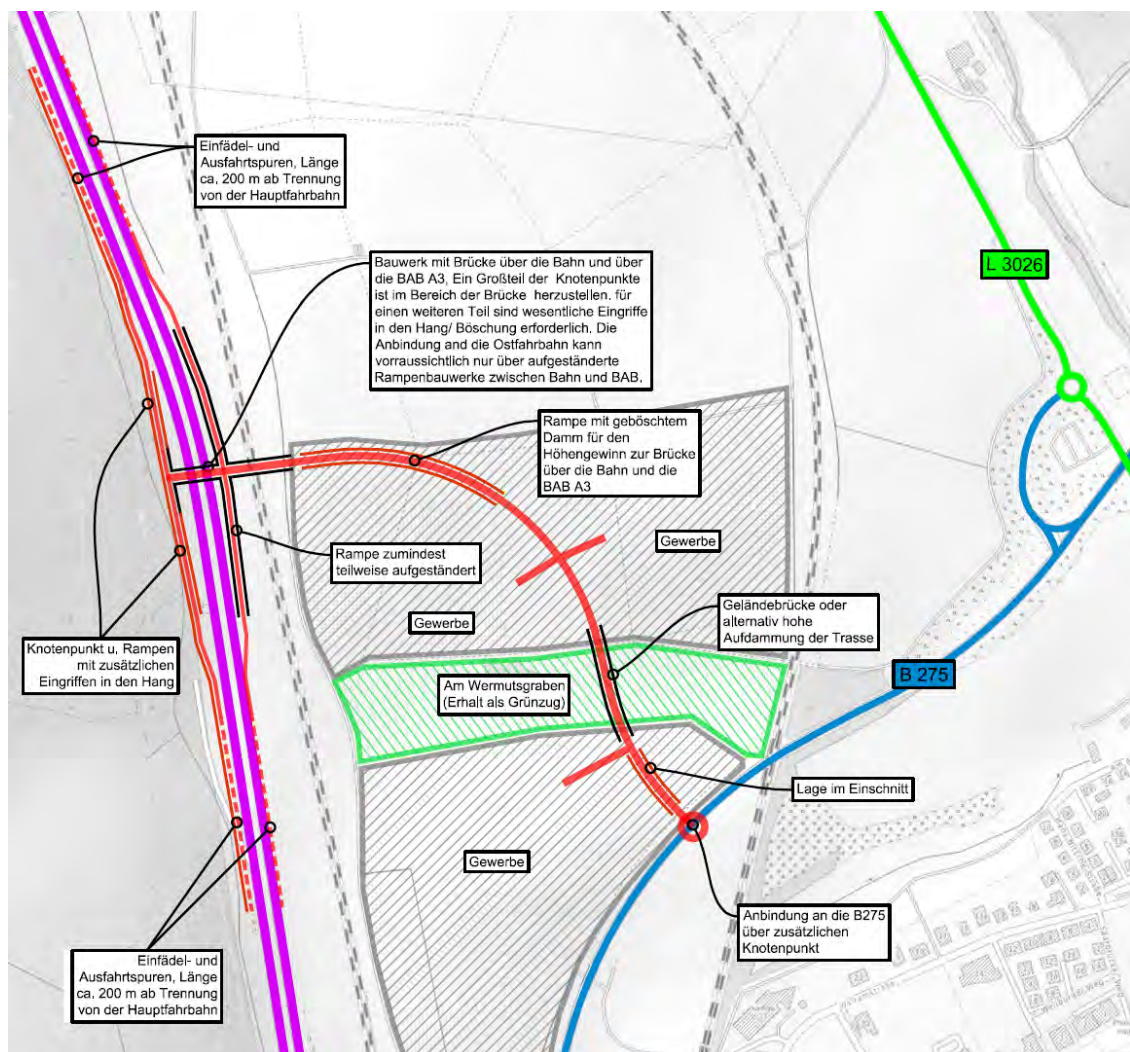 Einfädel- und
Ausfahrtspuren, Länge
ca, 200 m ab Trennung
von der Hauptfahrbahn
Bauwerk mit Brücke über die Bahn und über
die BAB A3, Ein Großteil der Knotenpunkte
ist im Bereich der Brücke herzustellen. für
einen weiteren Teil sind wesentliche Eingriffe
in den Hang/ Böschung erforderlich. Die
Anbindung and die Ostfahrbahn kann
vorraussichtlich nur über aufgeständerte
Rampenbauwerke zwischen Bahn und BAB.
L 3026
Rampe mit geböschtem
Damm für den
Höhengewinn zur Brücke
über die Bahn und die
BAB A3
Gewerbe
Rampe zumindest
teilweise aufgeständert
Gewerbe
Geländebrücke oder
alternativ hohe
Aufdammung der Trasse
Knotenpunkt u. Rampen
mit zusätzlichen
Eingriffen in den Hang
Am Wermutsgraben
(Erhalt als Grünzug)
B 275
Lage im Einschnitt
Gewerbe
Anbindung an die B275
über zusätzlichen
Knotenpunkt
Einfädel- und
Ausfahrtspuren, Länge
ca. 200 m ab Trennung
von der Hauptfahrbahn